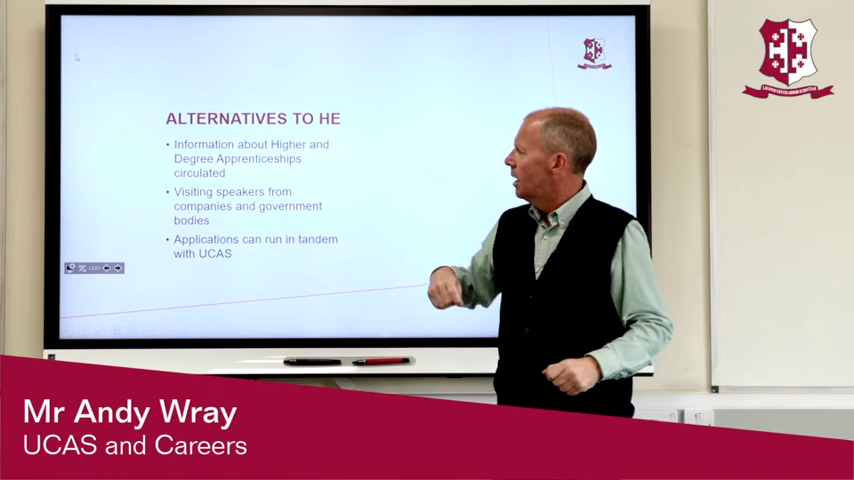 ALTERNATIVES TO HE
• Information about Higher and
Degree Apprenticeships
circulated
• Visiting speakers from
companies and government
bodies
• Applications can run in tandem
with UCAS
Mr Andy Wray
UCAS and Careers